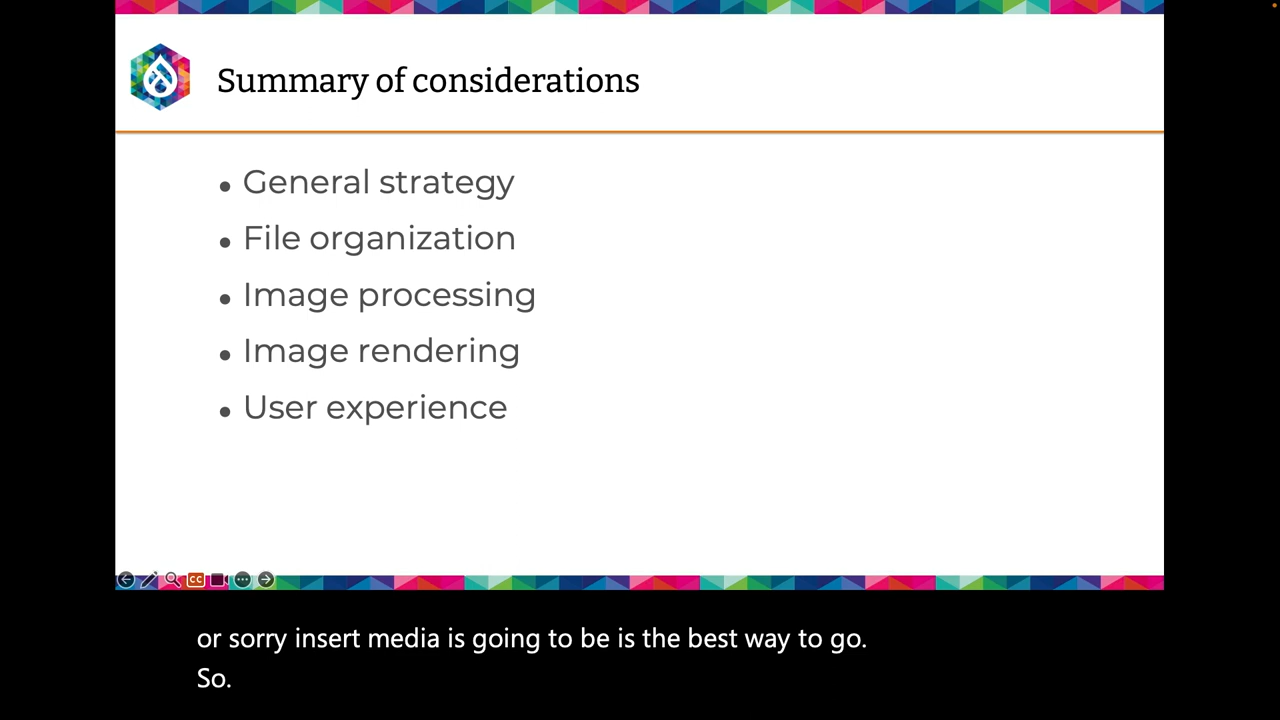 Summary of considerations
• General strategy
• File organization
• Image processing
• Image rendering
• User experience
CC
or sorry insert media is going to be is the best way to go.
So.